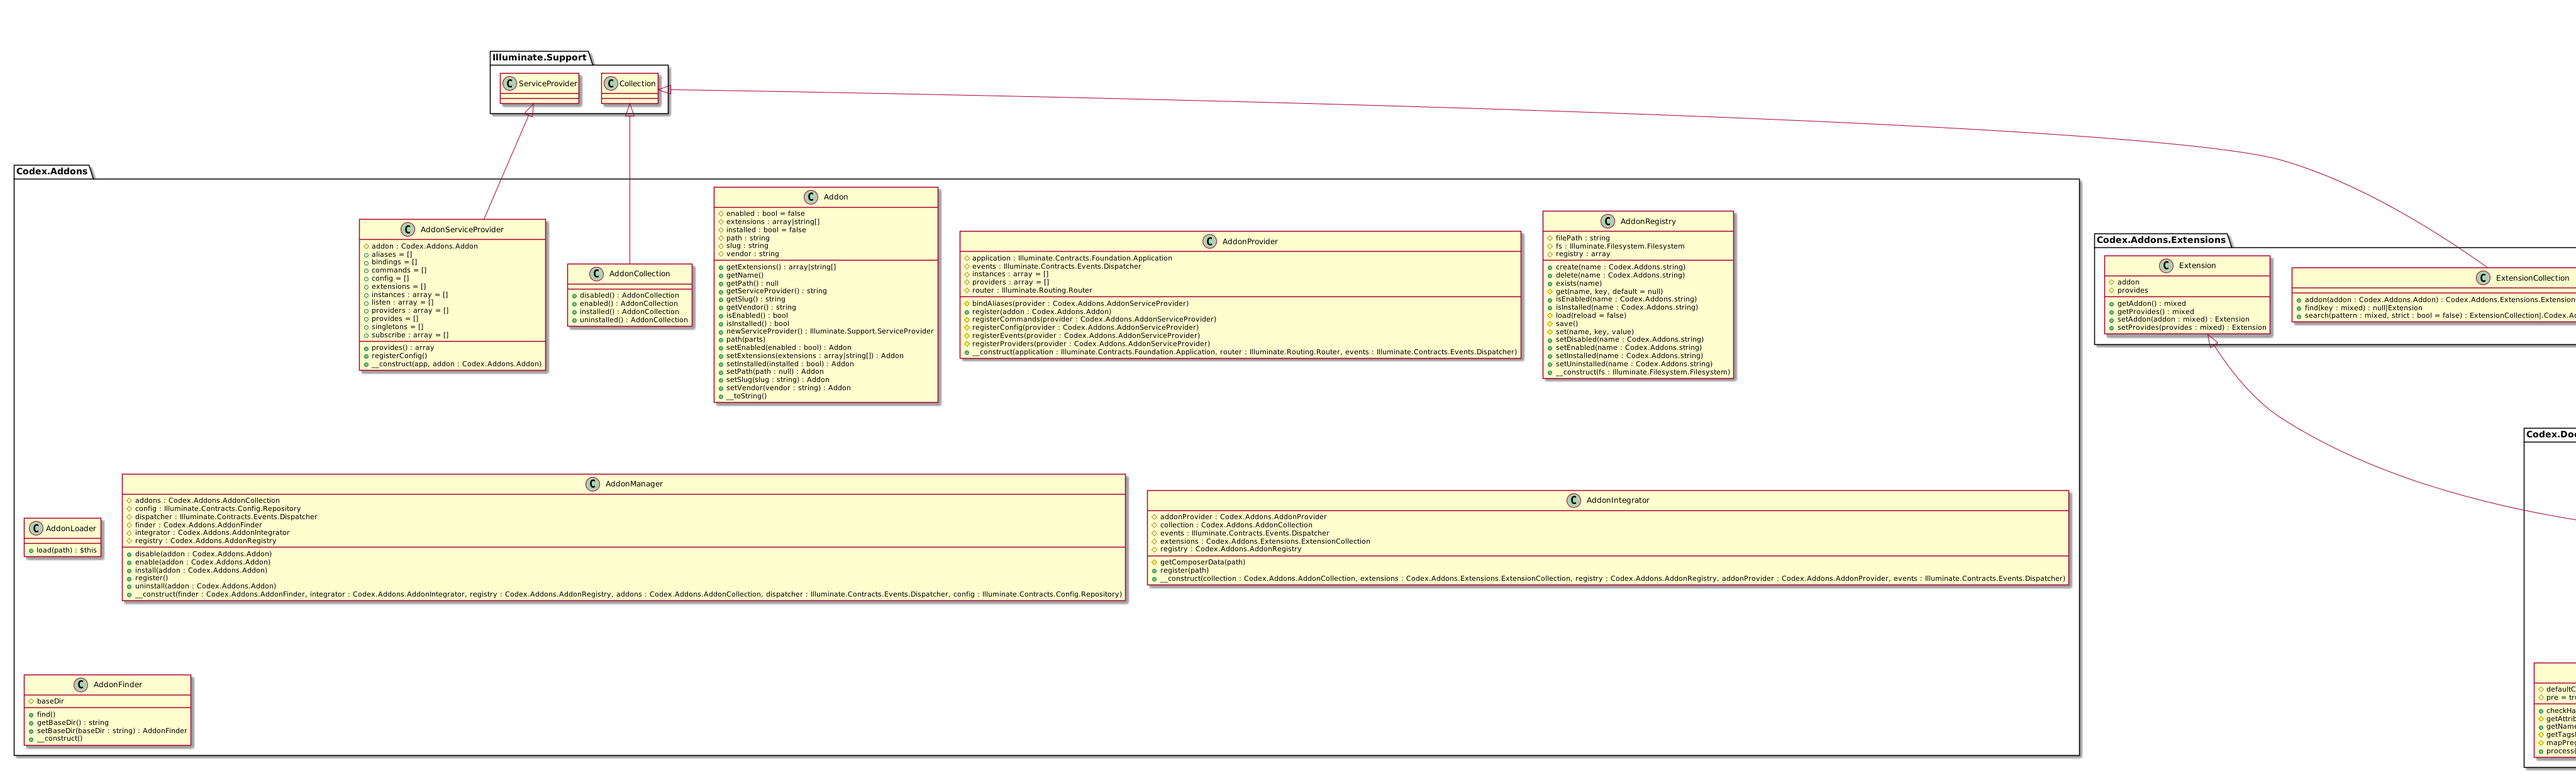 Illuminate.Support
C ServiceProvider
C Collection
Codex.Addons
C AddonServiceProvider
addon : Codex.Addons.Addon
aliases = []
bindings = []
commands = []
config = []
extensions = []
instances : array = []
listen : array = []
providers : array = []
provides = []
singletons = []
subscribe : array = []
provides() : array
registerConfig()
__construct(app, addon : Codex.Addons.Addon)
C AddonCollection
disabled() : AddonCollection
enabled() : AddonCollection
installed() : AddonCollection
uninstalled() : AddonCollection
C Addon
enabled : bool = false
extensions : array|string[]
installed : bool = false
path : string
slug : string
vendor : string
getExtensions() : array|string[]
getName()
getPath() : null
getServiceProvider() : string
getSlug() : string
getVendor() : string
isEnabled() : bool
isInstalled() : bool
newServiceProvider() : Illuminate.Support.ServiceProvider
path(parts)
setEnabled(enabled : bool) : Addon
setExtensions(extensions : array|string[]) : Addon
setInstalled(installed : bool) : Addon
setPath(path : null) : Addon
setSlug(slug : string) : Addon
setVendor(vendor : string) : Addon
__toString()
C AddonProvider
application : Illuminate.Contracts.Foundation.Application
events : Illuminate.Contracts.Events.Dispatcher
instances : array = []
providers : array = []
router : Illuminate.Routing.Router
bindAliases(provider : Codex.Addons.AddonServiceProvider)
register(addon : Codex.Addons.Addon)
registerCommands(provider : Codex.Addons.AddonServiceProvider)
registerConfig(provider : Codex.Addons.AddonServiceProvider)
registerEvents(provider : Codex.Addons.AddonServiceProvider)
registerProviders(provider : Codex.Addons.AddonServiceProvider)
__construct(application : Illuminate.Contracts.Foundation.Application, router : Illuminate.Routing.Router, events : Illuminate.Contracts.Events.Dispatcher)
C AddonRegistry
filePath : string
fs : Illuminate.Filesystem.Filesystem
registry : array
create(name : Codex.Addons.string)
delete(name : Codex.Addons.string)
exists(name)
get(name, key, default = null)
isEnabled(name : Codex.Addons.string)
isInstalled(name : Codex.Addons.string)
load(reload = false)
save()
set(name, key, value)
setDisabled(name : Codex.Addons.string)
setEnabled(name : Codex.Addons.string)
setInstalled(name : Codex.Addons.string)
setUninstalled(name : Codex.Addons.string)
__construct(fs : Illuminate.Filesystem.Filesystem)
C AddonLoader
load(path) : $this
C AddonManager
addons : Codex.Addons.AddonCollection
config : Illuminate.Contracts.Config.Repository
dispatcher : Illuminate.Contracts.Events.Dispatcher
finder : Codex.Addons.AddonFinder
integrator : Codex.Addons.AddonIntegrator
registry : Codex.Addons.AddonRegistry
disable(addon : Codex.Addons.Addon)
enable(addon : Codex.Addons.Addon)
install(addon : Codex.Addons.Addon)
register()
uninstall(addon : Codex.Addons.Addon)
__construct(finder : Codex.Addons.AddonFinder, integrator : Codex.Addons.AddonIntegrator, registry : Codex.Addons.AddonRegistry, addons : Codex.Addons.AddonCollection, dispatcher : Illuminate.Contracts.Events.Dispatcher, config : Illuminate.Contracts.Config.Repository)
C AddonIntegrator
addonProvider : Codex.Addons.AddonProvider
collection : Codex.Addons.AddonCollection
events : Illuminate.Contracts.Events.Dispatcher
extensions : Codex.Addons.Extensions.ExtensionCollection
registry : Codex.Addons.AddonRegistry
getComposerData(path)
register(path)
__construct(collection : Codex.Addons.AddonCollection, extensions : Codex.Addons.Extensions.ExtensionCollection, registry : Codex.Addons.AddonRegistry, addonProvider : Codex.Addons.AddonProvider, events : Illuminate.Contracts.Events.Dispatcher)
C AddonFinder
baseDir
find()
getBaseDir() : string
setBaseDir(baseDir : string) : AddonFinder
__construct()
Codex.Addons.Extensions
C Extension
addon
provides
getAddon() : mixed
getProvides() : mixed
setAddon(addon : mixed) : Extension
setProvides(provides : mixed) : Extension
C ExtensionCollection
addon(addon : Codex.Addons.Addon) : Codex.Addons.Extensions.Extension
find(key : mixed) : null|Extension
search(pattern : mixed, strict : bool = false) : ExtensionCollection|.Codex.Ad
Codex.Doc
defaultC
pre = tru
checkHa
getAttrib
getName
getTags
mapPre
process(